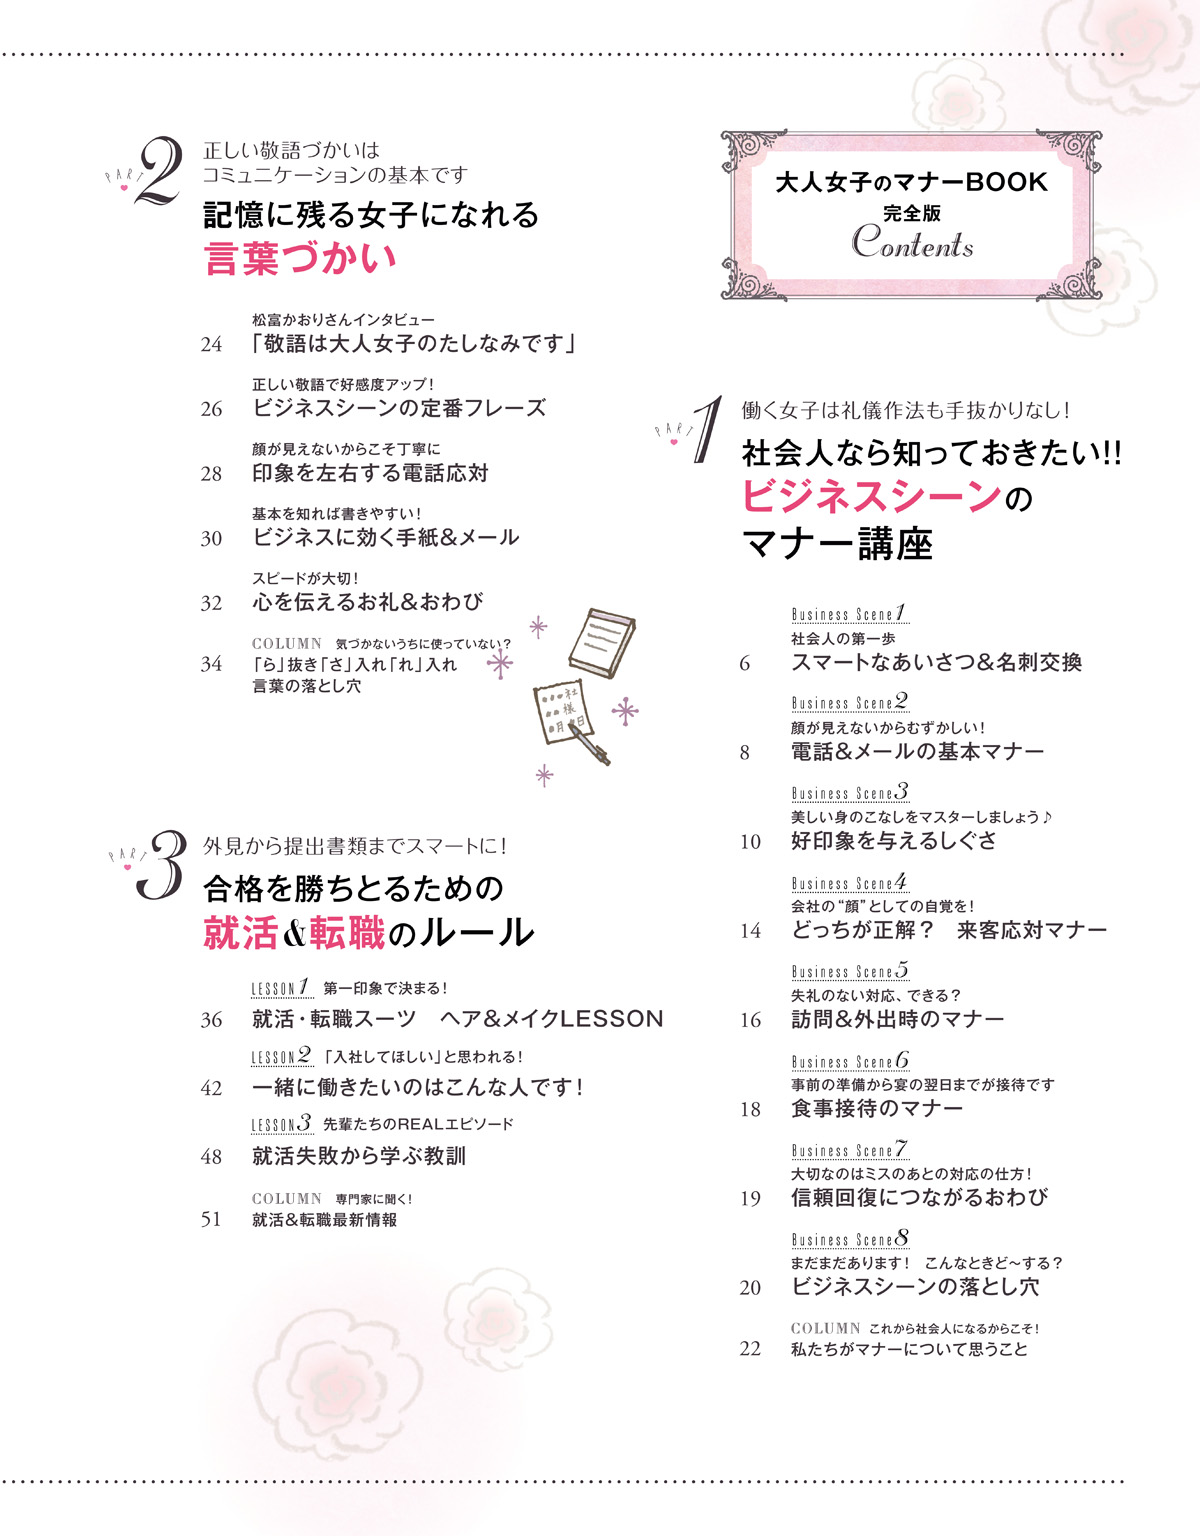 大人女子のマナーBOOK
完全版
Contents
PART 1
働く女子は礼儀作法も手抜かりなし！
社会人なら知っておきたい!!
ビジネスシーンの
マナー講座
Business Scene 1
社会人の第一歩
6 スマートなあいさつ＆名刺交換
Business Scene 2
顔が見えないからむずかしい！
8 電話＆メールの基本マナー
Business Scene 3
美しい身のこなしをマスターしましょう♪
10 好印象を与えるしぐさ
Business Scene 4
会社の“顔”としての自覚を！
14 どっちが正解？　来客応対マナー
Business Scene 5
失礼のない対応、できる？
16 訪問＆外出時のマナー
Business Scene 6
事前の準備から宴の翌日までが接待です
18 食事接待のマナー
Business Scene 7
大切なのはミスのあとの対応の仕方！
19 信頼回復につながるおわび
Business Scene 8
まだまだあります！　こんなときど〜する？
20 ビジネスシーンの落とし穴
COLUMN これから社会人になるからこそ！
22 私たちがマナーについて思うこと
PART 2
正しい敬語づかいは
コミュニケーションの基本です
記憶に残る女子になれる
言葉づかい
松富かおりさんインタビュー
24 「敬語は大人女子のたしなみです」
正しい敬語で好感度アップ！
26 ビジネスシーンの定番フレーズ
顔が見えないからこそ丁寧に
28 印象を左右する電話応対
基本を知れば書きやすい！
30 ビジネスに効く手紙＆メール
スピードが大切！
32 心を伝えるお礼＆おわび
COLUMN 気づかないうちに使っていない？
34 「ら」抜き「さ」入れ「れ」入れ
言葉の落とし穴
社
様
月 日
PART 3
外見から提出書類までスマートに！
合格を勝ちとるための
就活＆転職のルール
LESSON 1 第一印象で決まる！
36 就活・転職スーツ　ヘア＆メイクLESSON
LESSON 2 「入社してほしい」と思われる！
42 一緒に働きたいのはこんな人です！
LESSON 3 先輩たちのREALエピソード
48 就活失敗から学ぶ教訓
COLUMN 専門家に聞く！
51 就活＆転職最新情報